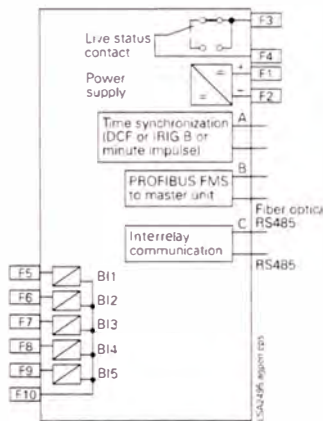 F3
Live status
contact
F4
Power
supply
+
F1
=
=
−
F2
Time synchronization
(DCF or IRIG B or
minute impulse)
A
PROFIBUS FMS
to master unit
B
Fiber optical
RS485
Interrelay
communication
C
RS485
F5
BI1
F6
BI2
F7
BI3
F8
BI4
F9
BI5
F10